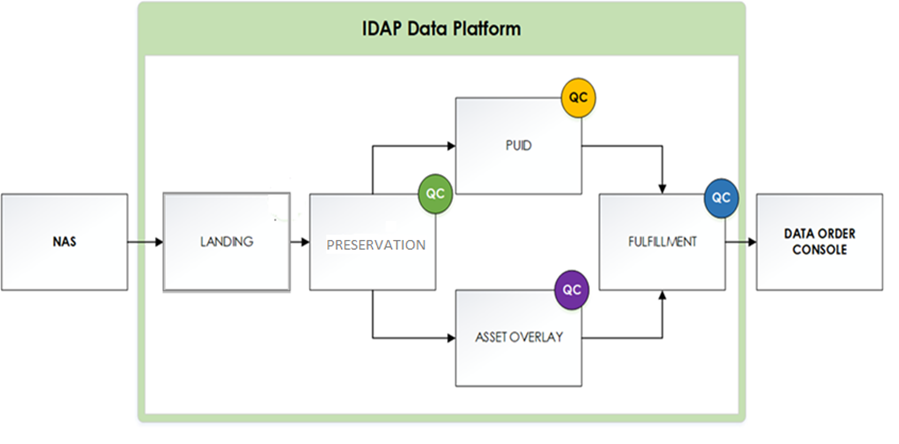 IDAP Data Platform
QC
PUID
QC
QC
NAS
LANDING
PRESERVATION
FULFILLMENT
DATA ORDER
CONSOLE
QC
ASSET OVERLAY